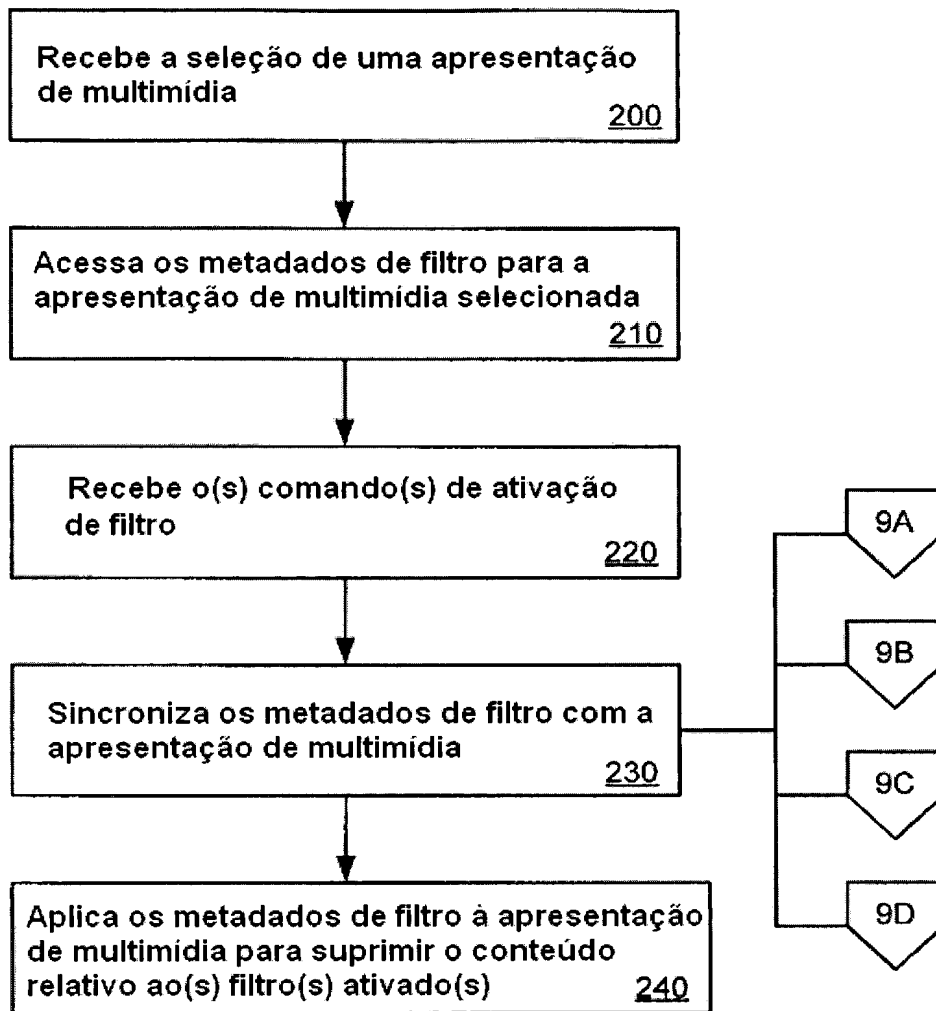 Recebe a seleção de uma apresentação
de multimídia
200
Acessa os metadados de filtro para a
apresentação de multimídia selecionada
210
Recebe o(s) comando(s) de ativação
de filtro
220
Sincroniza os metadados de filtro com a
apresentação de multimídia
230
9A
9B
9C
9D
Aplica os metadados de filtro à apresentação
de multimídia para suprimir o conteúdo
relativo ao(s) filtro(s) ativado(s)
240